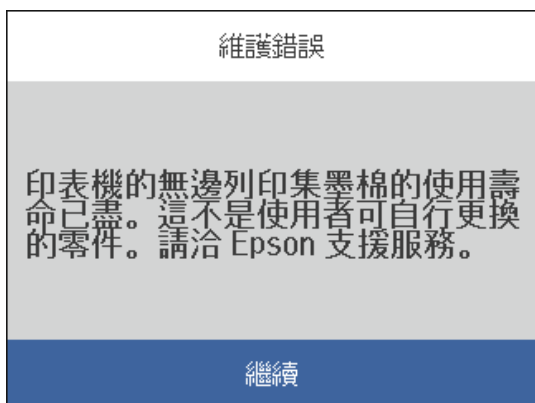 維護錯誤
印表機的無邊列印集墨棉的使用壽
命已盡。這不是使用者可自行更換
的零件。請洽 Epson 支援服務。
繼續